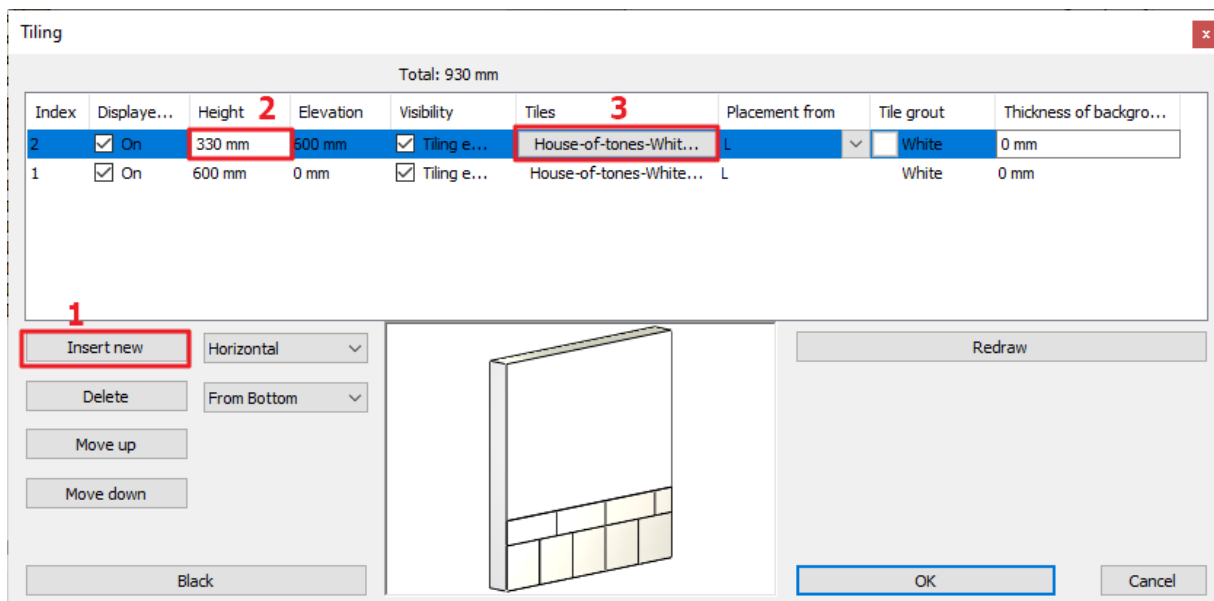 Tiling
x
Total: 930 mm
Index Displaye... Height 2 Elevation Visibility Tiles 3 Placement from Tile grout Thickness of backgro...
2 On 330 mm 600 mm Tiling e... House-of-tones-Whit... L White 0 mm
1 On 600 mm 0 mm Tiling e... House-of-tones-White... L White 0 mm
1
Insert new Horizontal Redraw
Delete From Bottom
Move up
Move down
Black OK Cancel